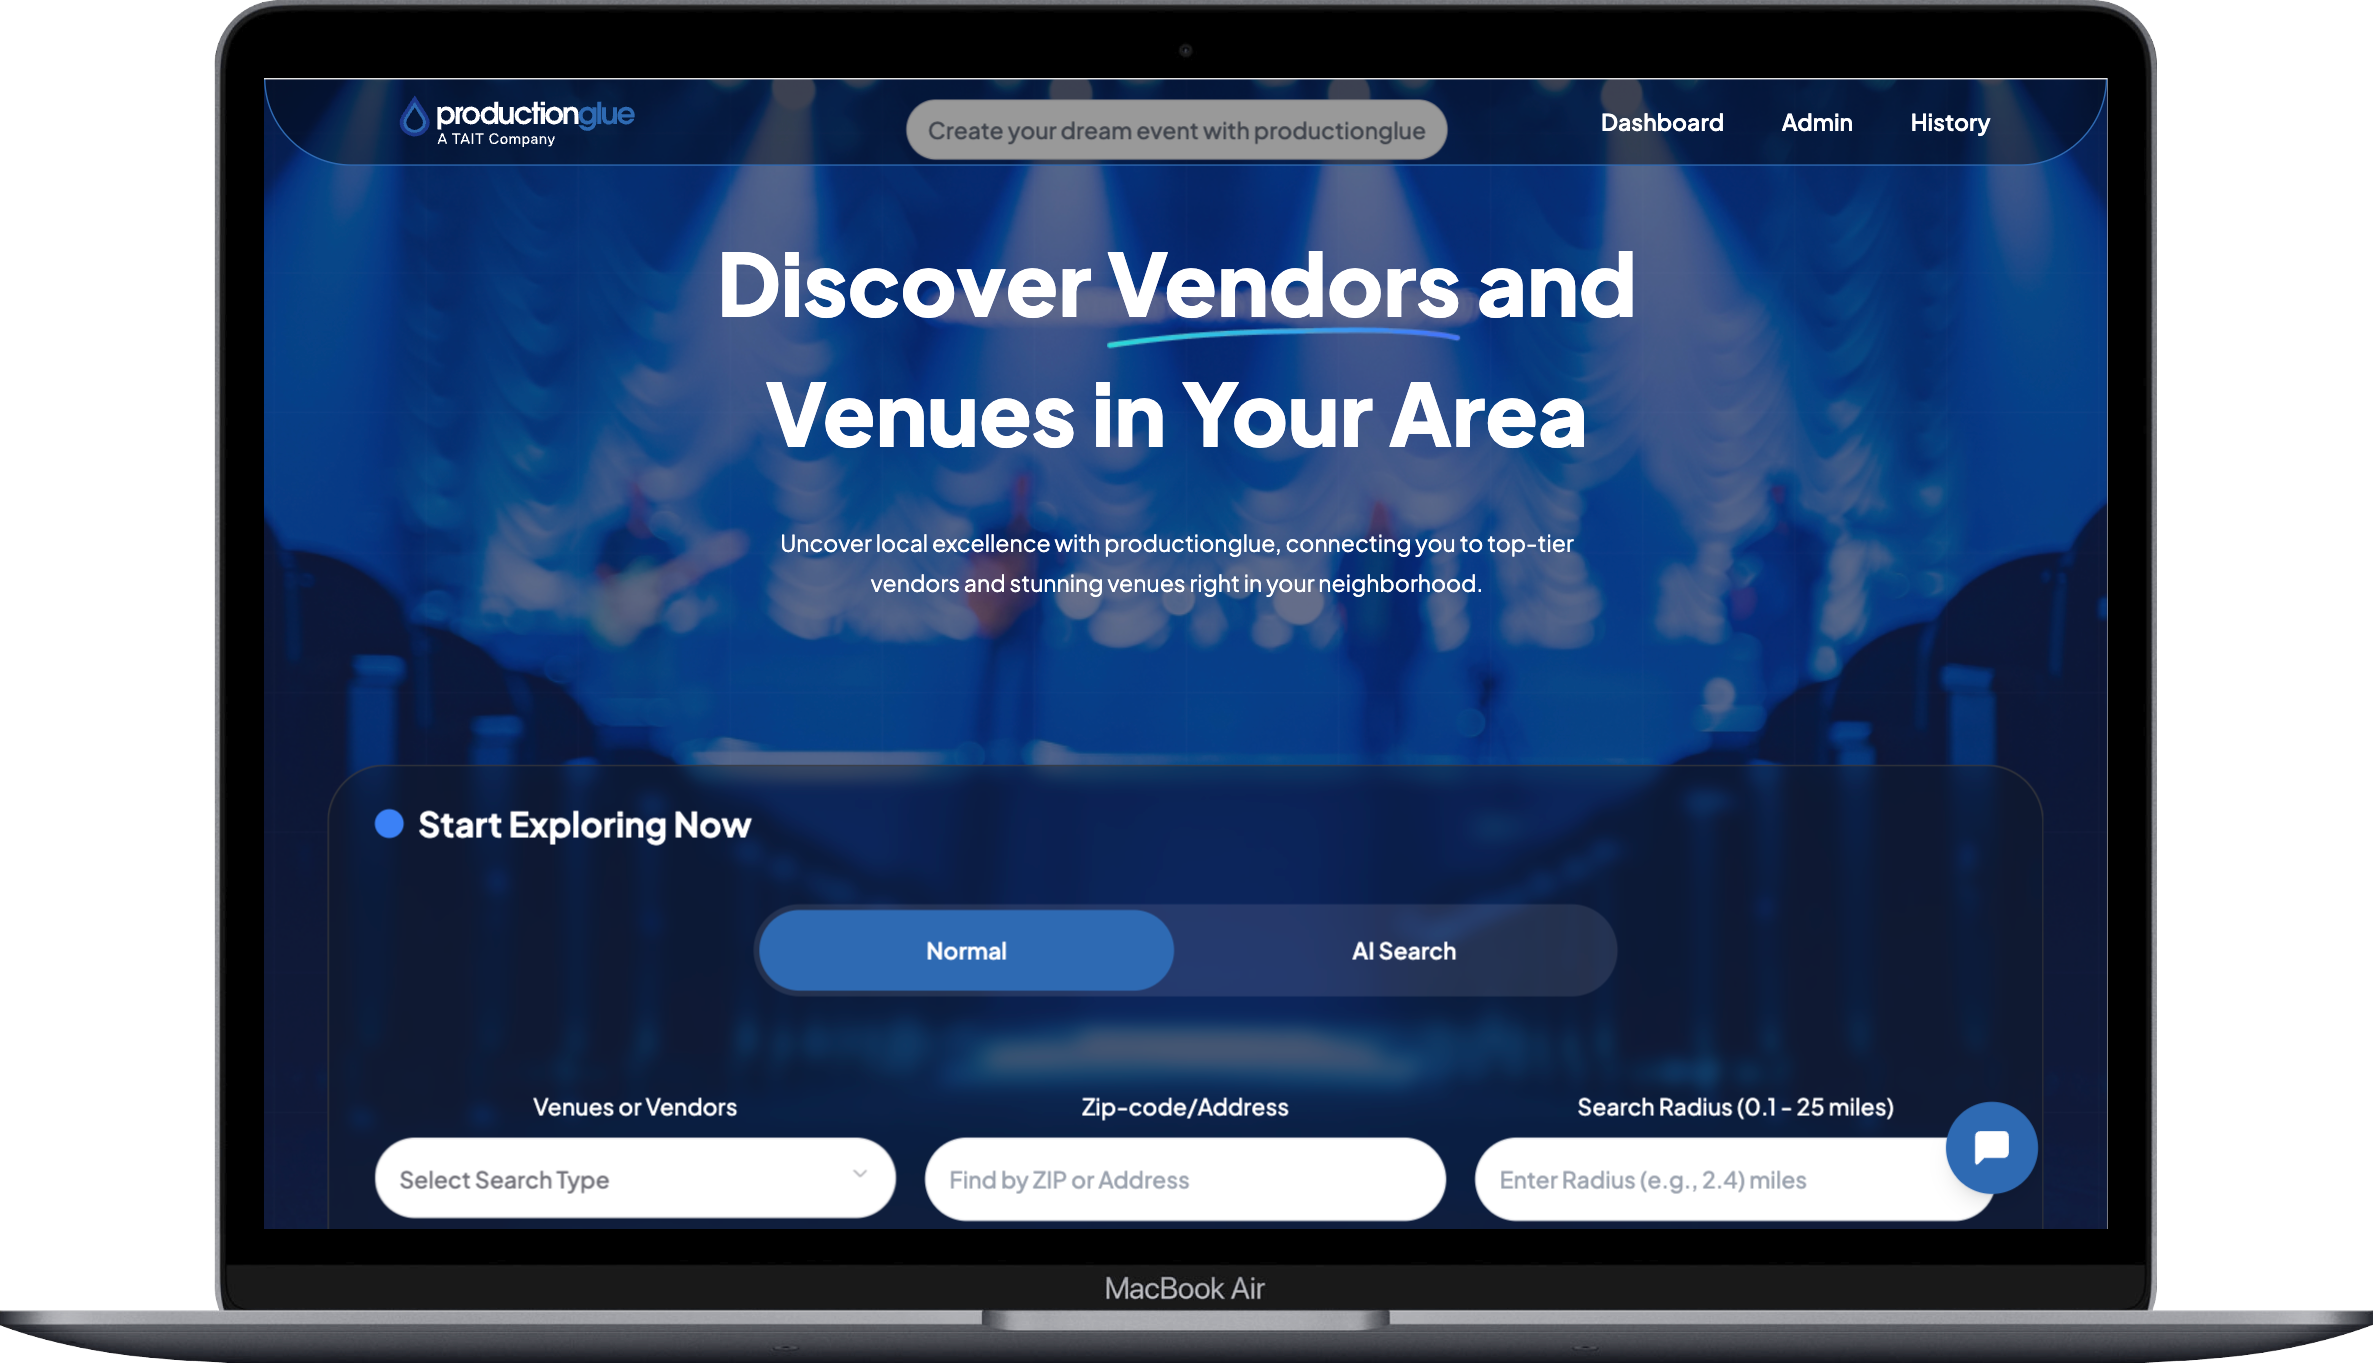 productionglue
A TAIT Company
Create your dream event with productionglue
Dashboard
Admin
History
Discover Vendors and
Venues in Your Area
Uncover local excellence with productionglue, connecting you to top-tier
vendors and stunning venues right in your neighborhood.
Start Exploring Now
Normal
AI Search
Venues or Vendors
Zip-code/Address
Search Radius (0.1 - 25 miles)
Select Search Type
Find by ZIP or Address
Enter Radius (e.g., 2.4) miles
MacBook Air